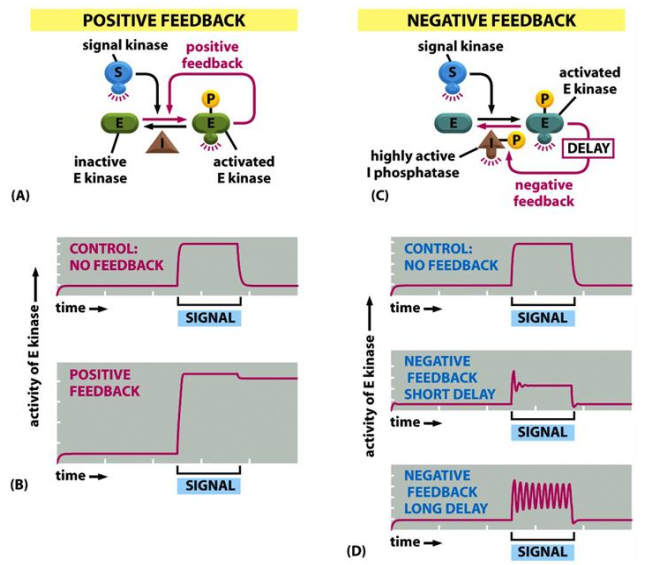 POSITIVE FEEDBACK
signal kinase
positive
feedback
S
P
E
E
I
inactive
E kinase
activated
E kinase
(A)
CONTROL:
NO FEEDBACK
time
SIGNAL
POSITIVE
FEEDBACK
time
SIGNAL
activity of E kinase
(B)
NEGATIVE FEEDBACK
signal kinase
activated
E kinase
S
P
E
E
I
P
DELAY
highly active
I phosphatase
negative
feedback
(C)
CONTROL:
NO FEEDBACK
time
SIGNAL
NEGATIVE
FEEDBACK
SHORT DELAY
time
SIGNAL
NEGATIVE
FEEDBACK
LONG DELAY
time
SIGNAL
activity of E kinase
(D)